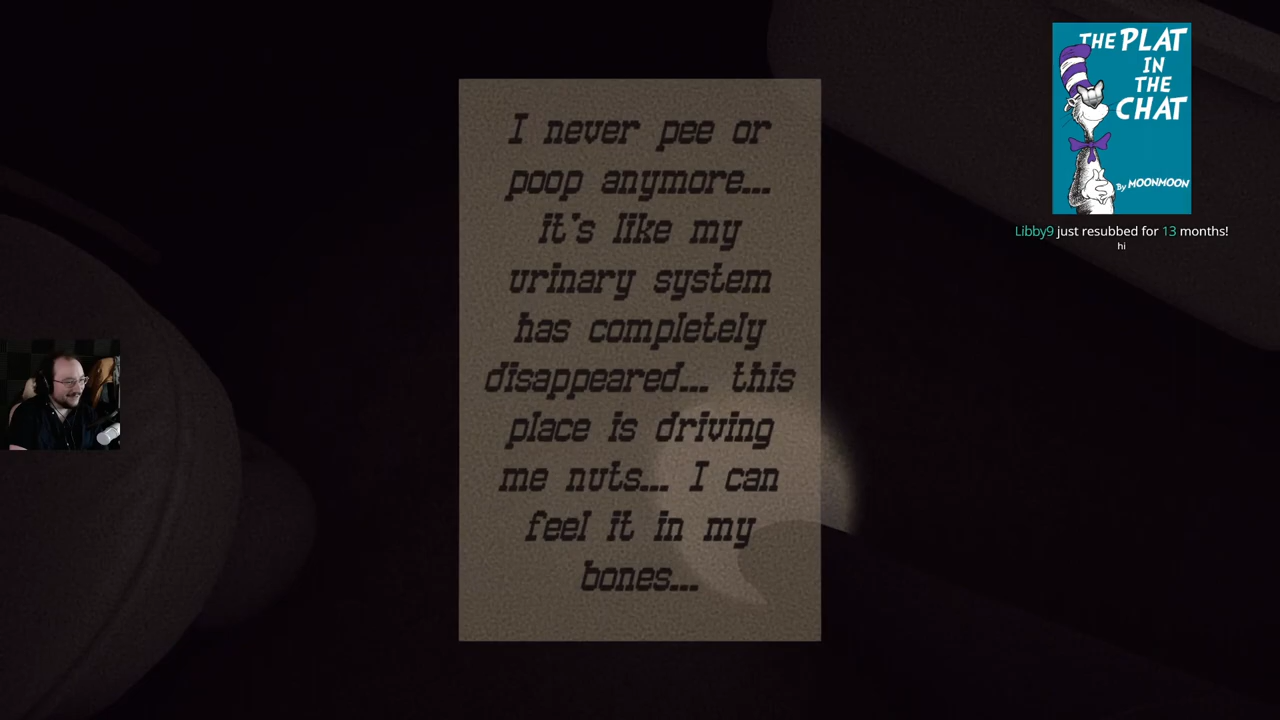 I never pee or
poop anymore...
it's like my
urinary system
has completely
disappeared... this
place is driving
me nuts... I can
feel it in my
bones...
THE PLAT
IN
THE
CHAT
By MOONMOON
Libby9 just resubbed for 13 months!
hi